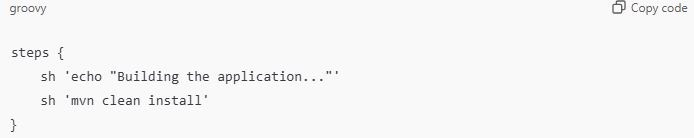 groovy Copy code
steps {
    sh 'echo "Building the application..."'
    sh 'mvn clean install'
}